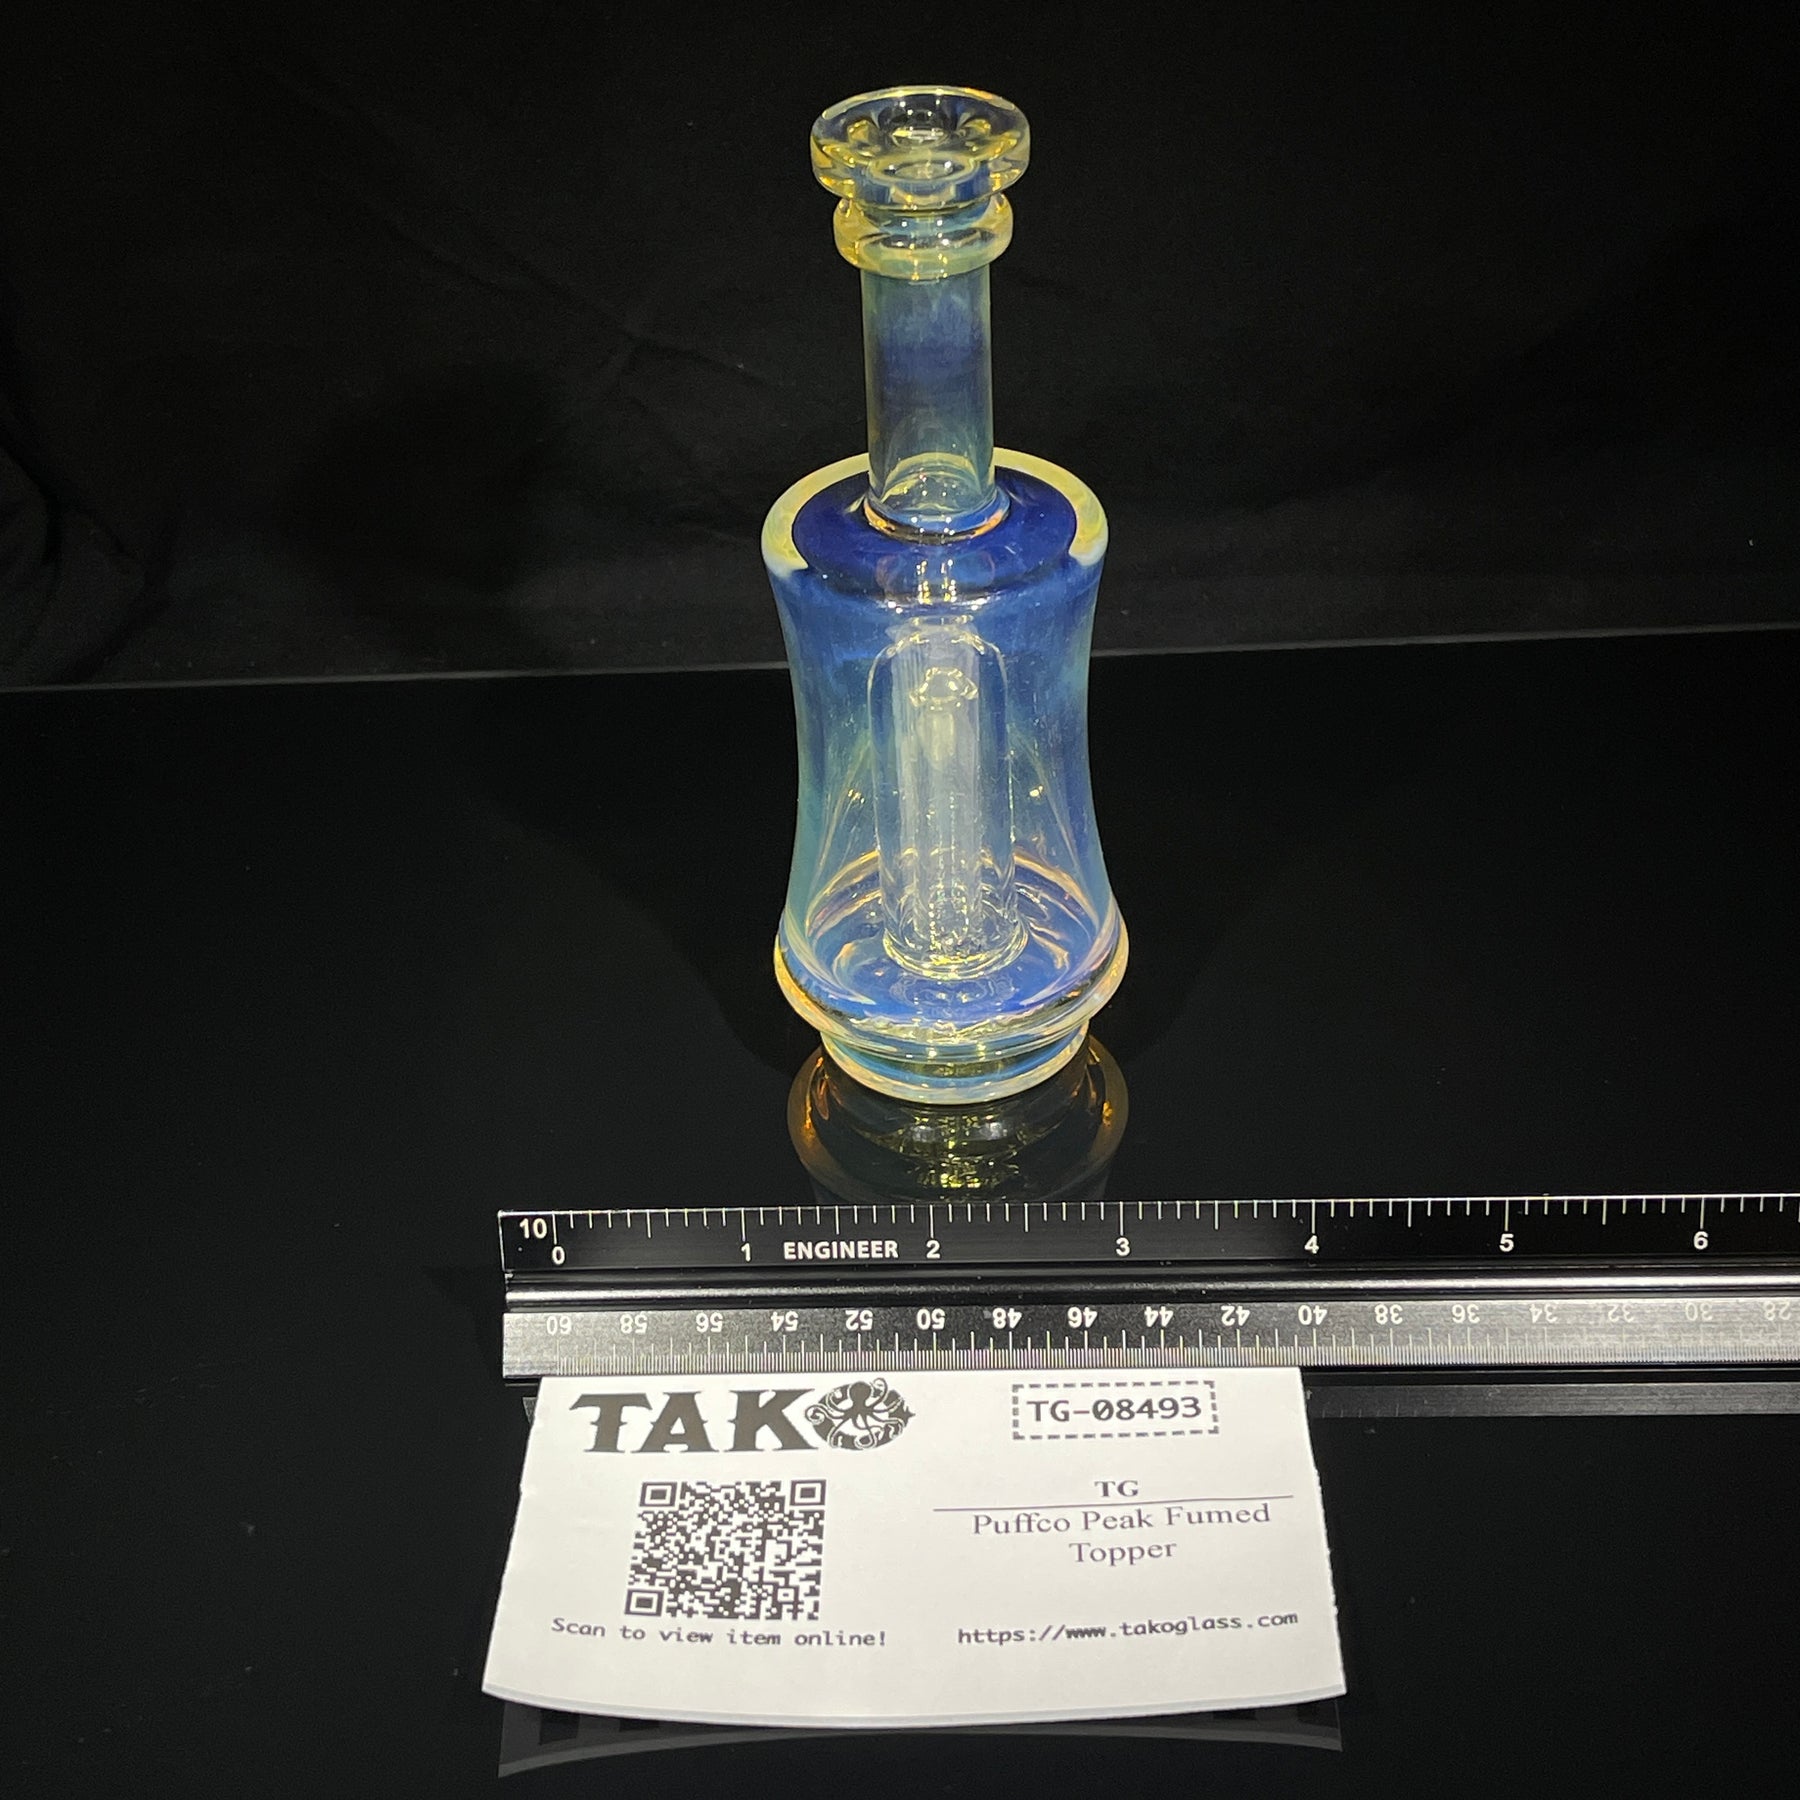 10 0 1 ENGINEER 2 3 4 5 6
60 58 56 54 52 50 48 46 44 42 40 38 36 34 32 30 28
TAKO
TG-08493
TG
Puffco Peak Fumed
Topper
Scan to view item online!
https://www.takoglass.com